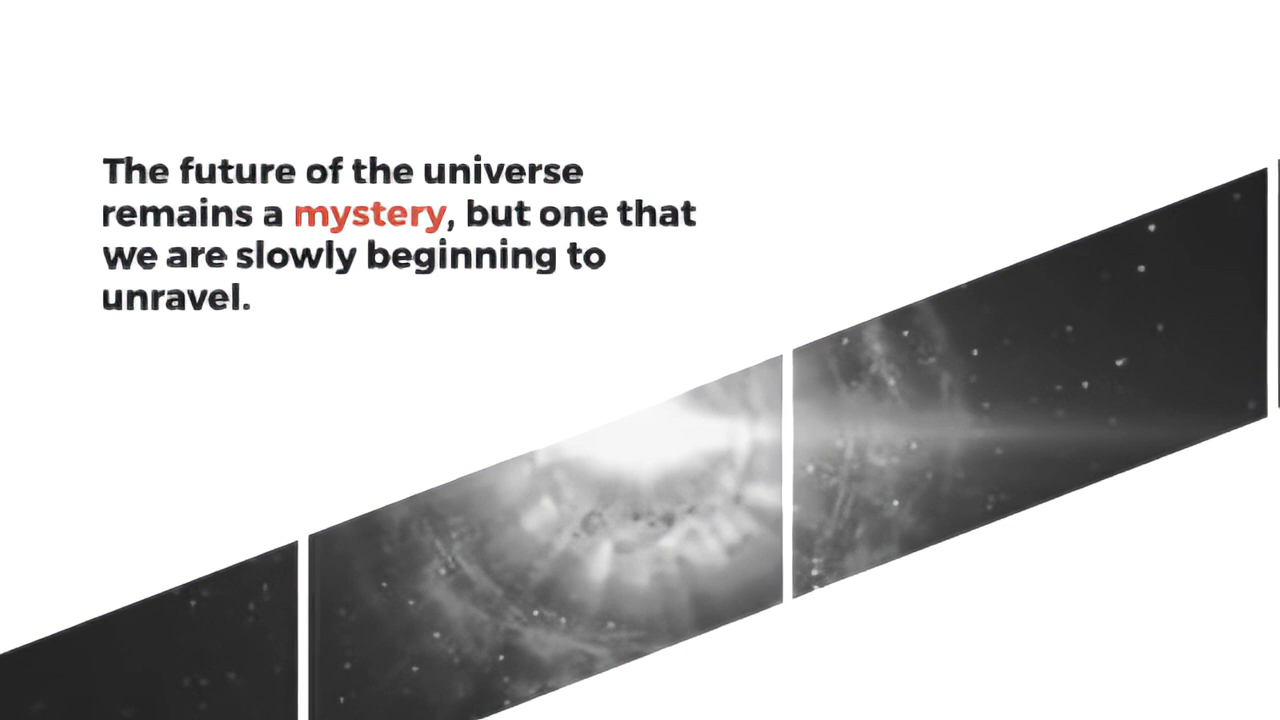 The future of the universe
remains a mystery, but one that
we are slowly beginning to
unravel.